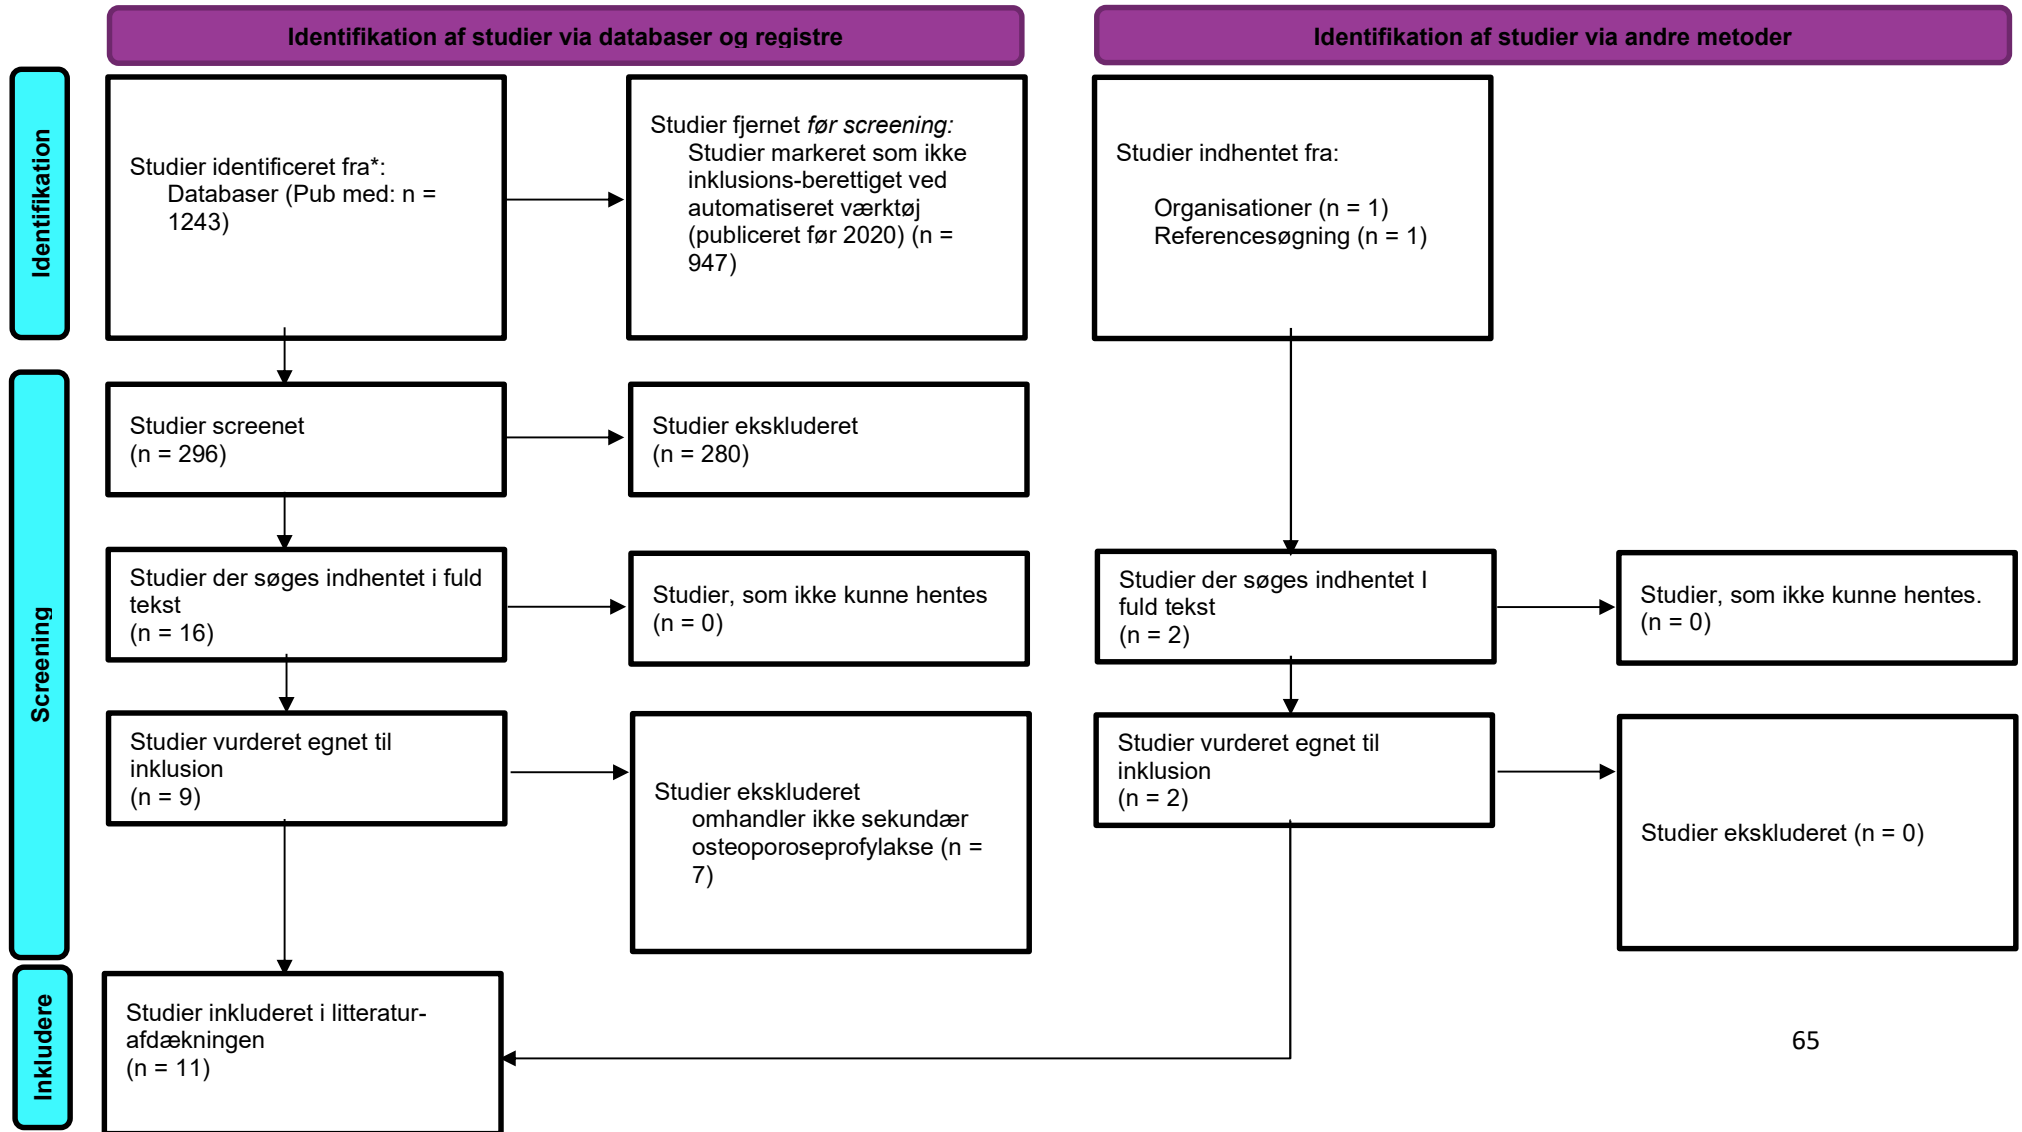 Identifikation af studier via databaser og registre
Identifikation af studier via andre metoder
Identifikation
Studier identificeret fra*:
Databaser (Pub med: n =
1243)
Studier fjernet før screening:
Studier markeret som ikke
inklusions-berettiget ved
automatiseret værktøj
(publiceret før 2020) (n =
947)
Studier indhentet fra:
Organisationer (n = 1)
Referencesøgning (n = 1)
Screening
Studier screenet
(n = 296)
Studier ekskluderet
(n = 280)
Studier der søges indhentet i fuld
tekst
(n = 16)
Studier, som ikke kunne hentes
(n = 0)
Studier der søges indhentet I
fuld tekst
(n = 2)
Studier, som ikke kunne hentes.
(n = 0)
Studier vurderet egnet til
inklusion
(n = 9)
Studier ekskluderet
omhandler ikke sekundær
osteoporoseprofylakse (n =
7)
Studier vurderet egnet til
inklusion
(n = 2)
Studier ekskluderet (n = 0)
Inkludere
Studier inkluderet i litteratur-
afdækningen
(n = 11)
65